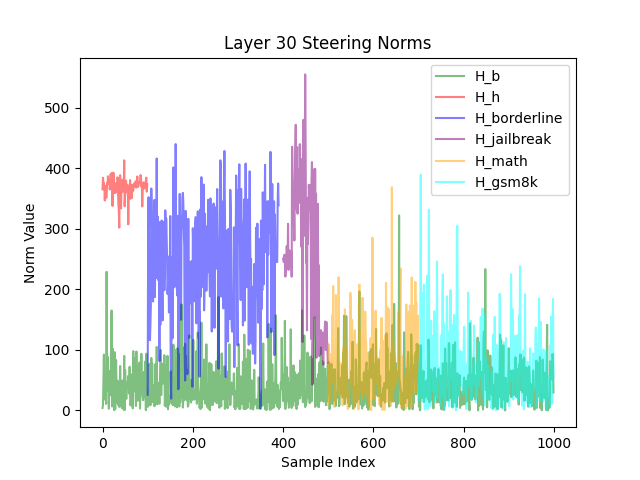 Layer 30 Steering Norms
H_b
H_h
H_borderline
H_jailbreak
H_math
H_gsm8k
Norm Value
500
400
300
200
100
0
0
200
400
600
800
1000
Sample Index